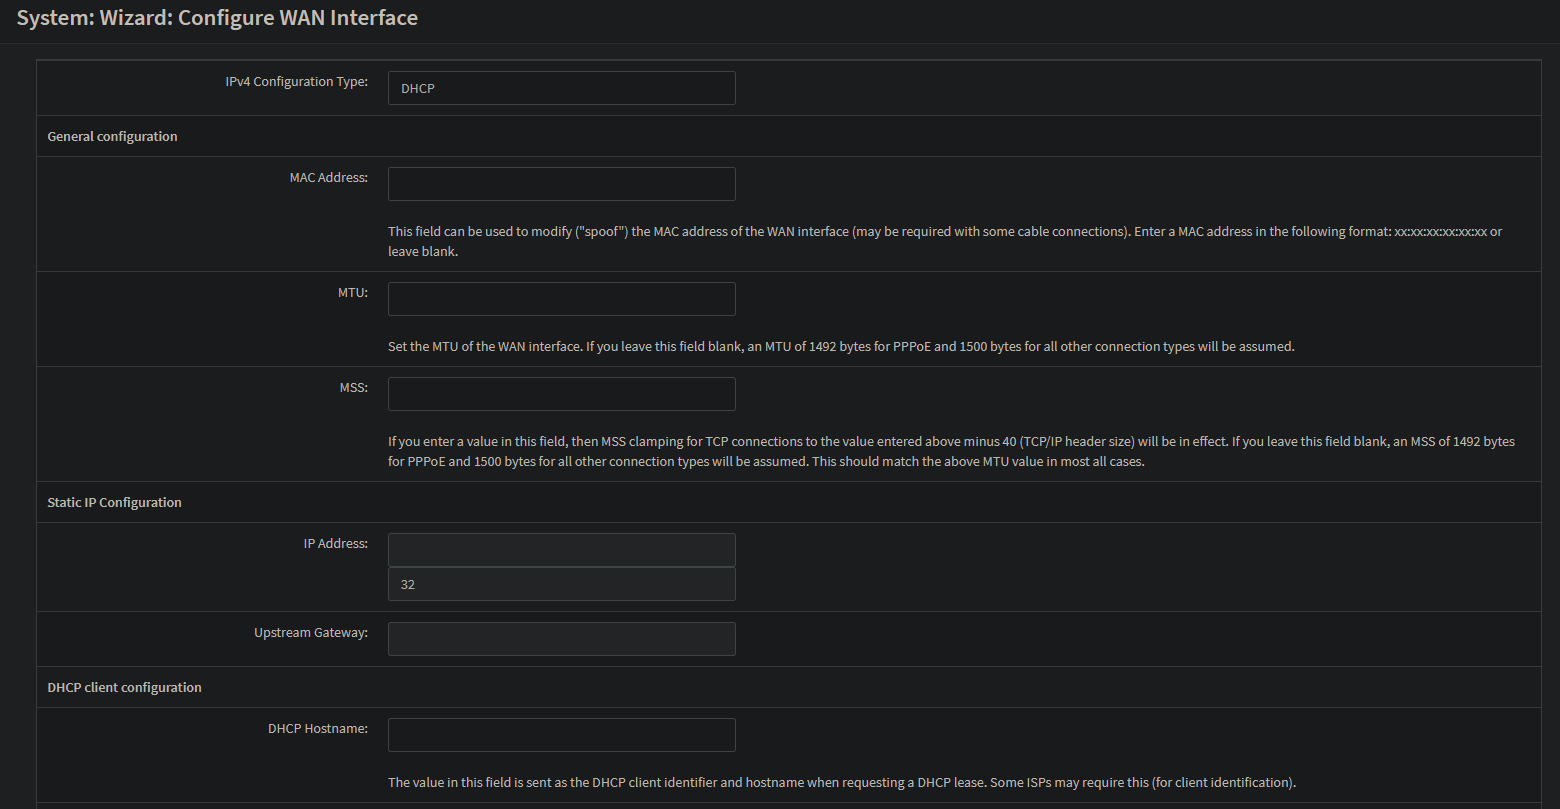 System: Wizard: Configure WAN Interface
IPv4 Configuration Type:
DHCP
General configuration
MAC Address:
This field can be used to modify ("spoof") the MAC address of the WAN interface (may be required with some cable connections). Enter a MAC address in the following format: xx:xx:xx:xx:xx:xx or
leave blank.
MTU:
Set the MTU of the WAN interface. If you leave this field blank, an MTU of 1492 bytes for PPPoE and 1500 bytes for all other connection types will be assumed.
MSS:
If you enter a value in this field, then MSS clamping for TCP connections to the value entered above minus 40 (TCP/IP header size) will be in effect. If you leave this field blank, an MSS of 1492 bytes
for PPPoE and 1500 bytes for all other connection types will be assumed. This should match the above MTU value in most all cases.
Static IP Configuration
IP Address:
32
Upstream Gateway:
DHCP client configuration
DHCP Hostname:
The value in this field is sent as the DHCP client identifier and hostname when requesting a DHCP lease. Some ISPs may require this (for client identification).